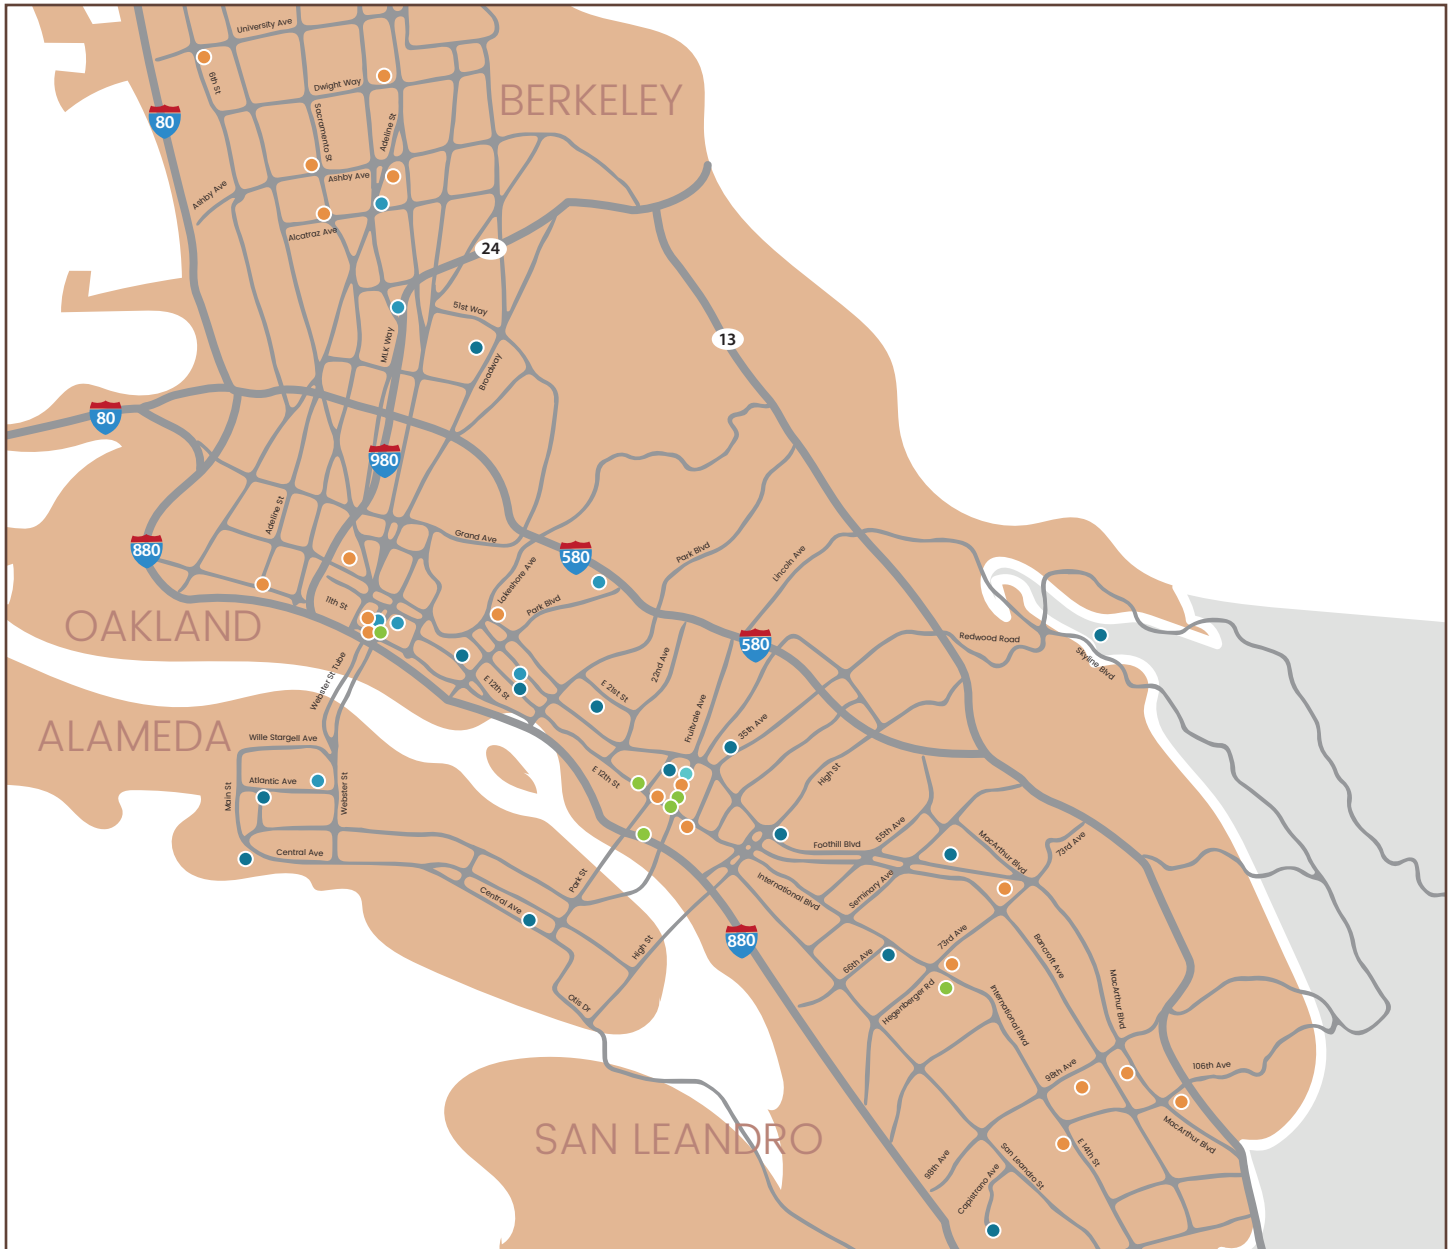 University Ave
6th St
Dwight Way
BERKELEY
80
Sacramento St
Adeline St
Ashby Ave
Ashby Ave
Alcatraz Ave
24
51st Way
13
MLK Way
Broadway
80
980
Adeline St
Grand Ave
880
580
Park Blvd
Lincoln Ave
Lakeshore Ave
11th St
Park Blvd
OAKLAND
580
Redwood Road
Skyline Blvd
Webster St Tube
E 12th St
22nd Ave
E 21st St
Fruitvale Ave
35th Ave
ALAMEDA
Wille Stargell Ave
Atlantic Ave
Main St
Webster St
E 12th St
High St
Central Ave
Foothill Blvd
55th Ave
MacArthur Blvd
73rd Ave
Park St
Central Ave
International Blvd
Seminary Ave
High St
880
66th Ave
73rd Ave
Bancroft Ave
Hegenberger Rd
MacArthur Blvd
Otis Dr
International Blvd
98th Ave
106th Ave
SAN LEANDRO
MacArthur Blvd
E 14th St
98th Ave
San Leandro St
Capistrano Ave